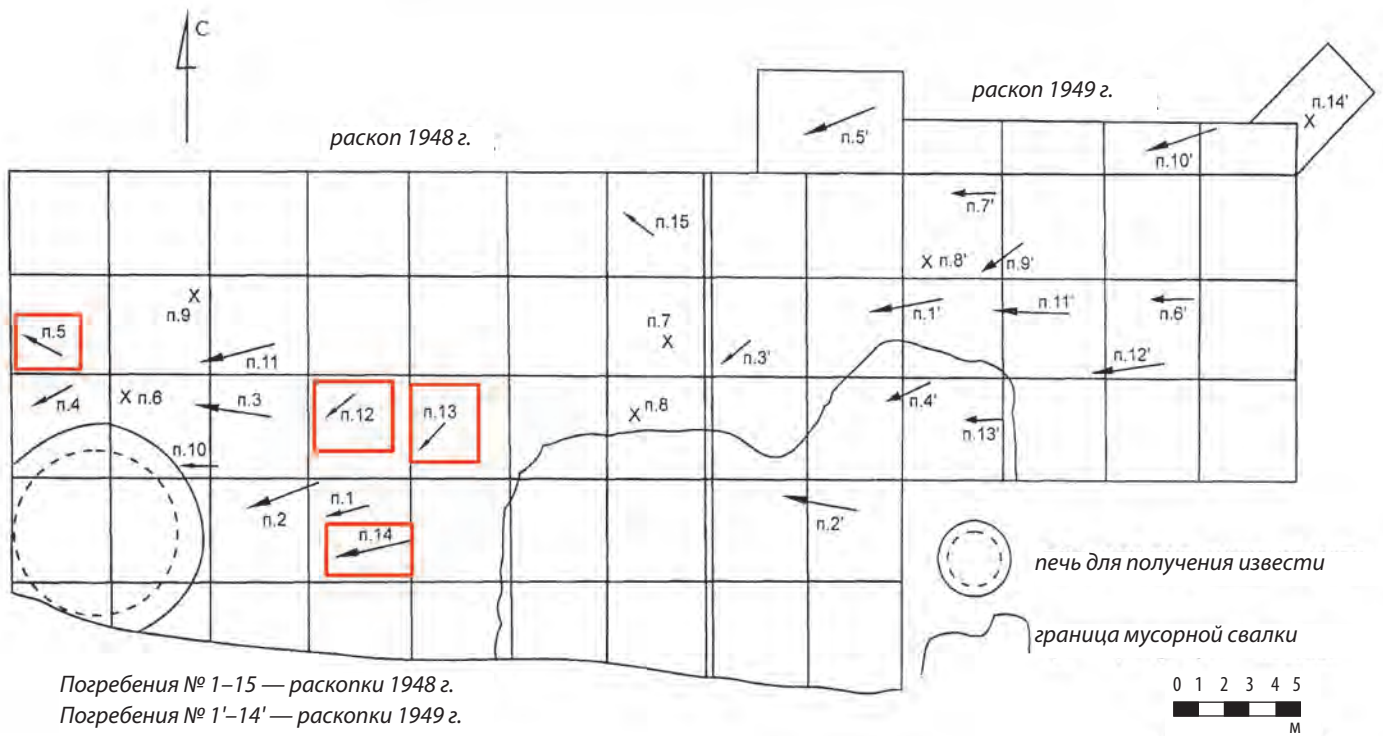 С
раскоп 1948 г.
раскоп 1949 г.
п.14'
п.5'
п.10'
п.7'
п.15
п.8'
п.9'
п.9
п.5
п.7
п.1'
п.11'
п.6'
п.11
п.3'
п.12'
п.4
п.6
п.3
п.12
п.13
п.8
п.4'
п.13'
п.10
п.2
п.1
п.14
п.2'
печь для получения извести
граница мусорной свалки
Погребения № 1–15 — раскопки 1948 г.
Погребения № 1'–14' — раскопки 1949 г.
0 1 2 3 4 5
М